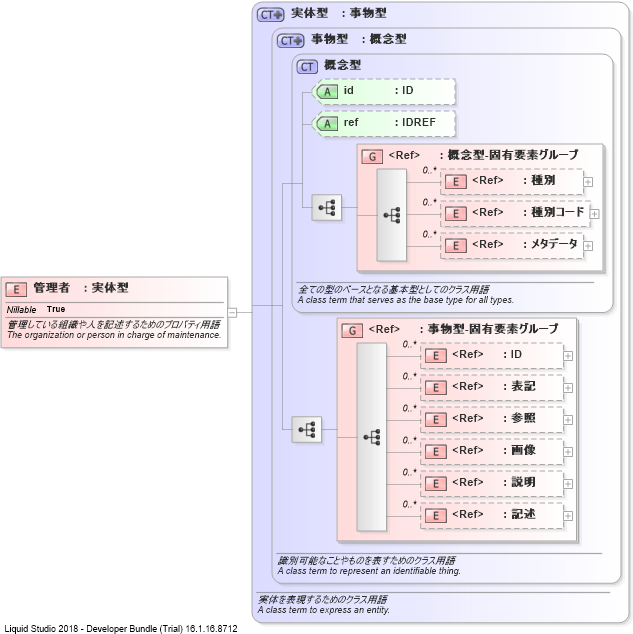 CT 実体型 : 事物型
CT 事物型 : 概念型
CT 概念型
A id : ID
A ref : IDREF
G <Ref> : 概念型-固有要素グループ
0..*
E <Ref> : 種別
0..*
E <Ref> : 種別コード
0..*
E <Ref> : メタデータ
全ての型のベースとなる基本型としてのクラス用語
A class term that serves as the base type for all types.
E 管理者 : 実体型
Nillable True
管理している組織や人を記述するためのプロパティ用語
The organization or person in charge of maintenance.
G <Ref> : 事物型-固有要素グループ
0..*
E <Ref> : ID
0..*
E <Ref> : 表記
0..*
E <Ref> : 参照
0..*
E <Ref> : 画像
0..*
E <Ref> : 説明
0..*
E <Ref> : 記述
識別可能なことやものを表すためのクラス用語
A class term to represent an identifiable thing.
実体を表現するためのクラス用語
A class term to express an entity.
Liquid Studio 2018 - Developer Bundle (Trial) 16.1.16.8712